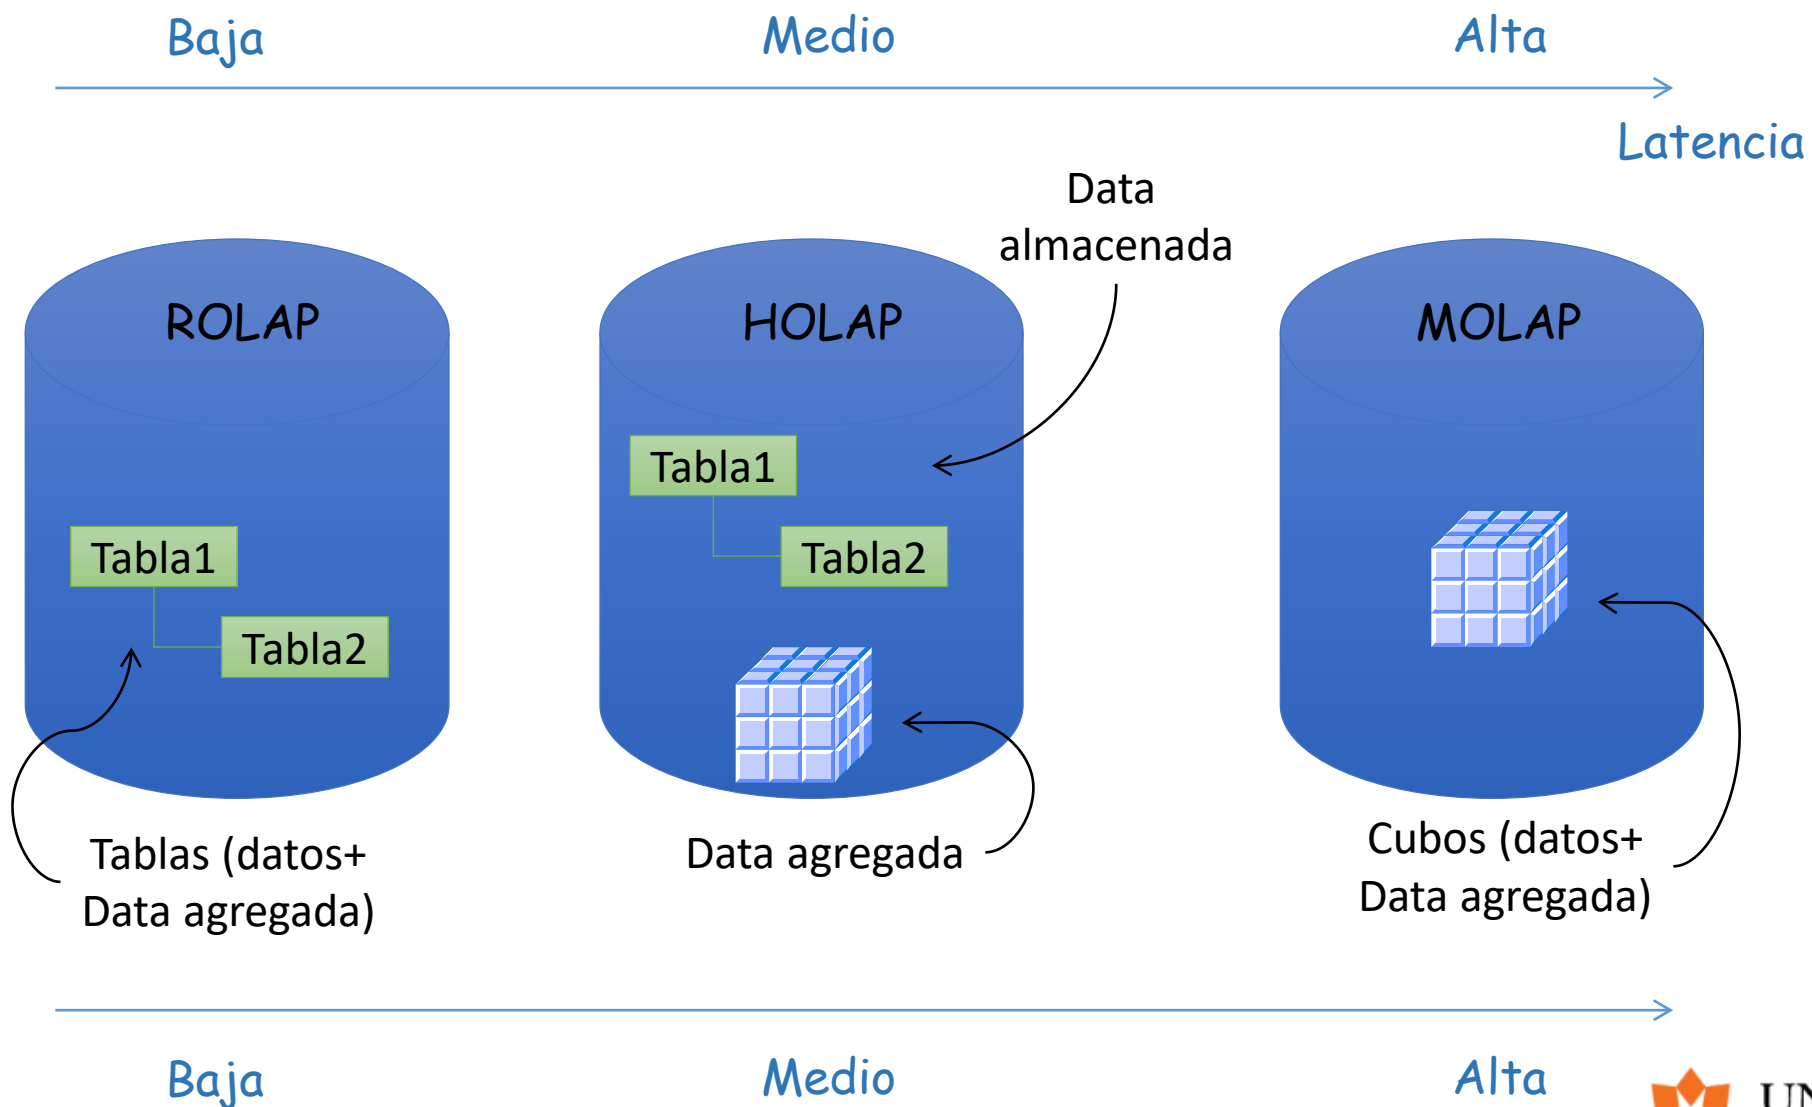 Baja
Medio
Alta
Latencia
Data
almacenada
ROLAP
HOLAP
MOLAP
Tabla1
Tabla2
Tabla1
Tabla2
Tablas (datos+
Data agregada)
Data agregada
Cubos (datos+
Data agregada)
Baja
Medio
Alta